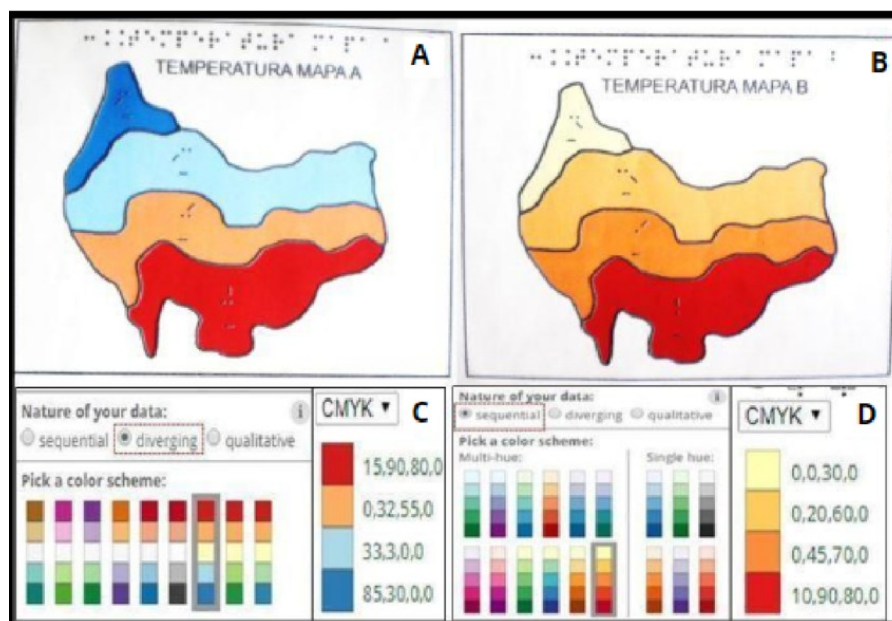 A
TEMPERATURA MAPA A
B
TEMPERATURA MAPA B
Nature of your data:
i
sequential
diverging
qualitative
Pick a color scheme:
CMYK ▼
C
15,90,80,0
0,32,55,0
33,3,0,0
85,30,0,0
Nature of your data:
i
sequential
diverging
qualitative
Pick a color scheme:
Multi-hue:
Single hue:
CMYK ▼
D
0,0,30,0
0,20,60,0
0,45,70,0
10,90,80,0